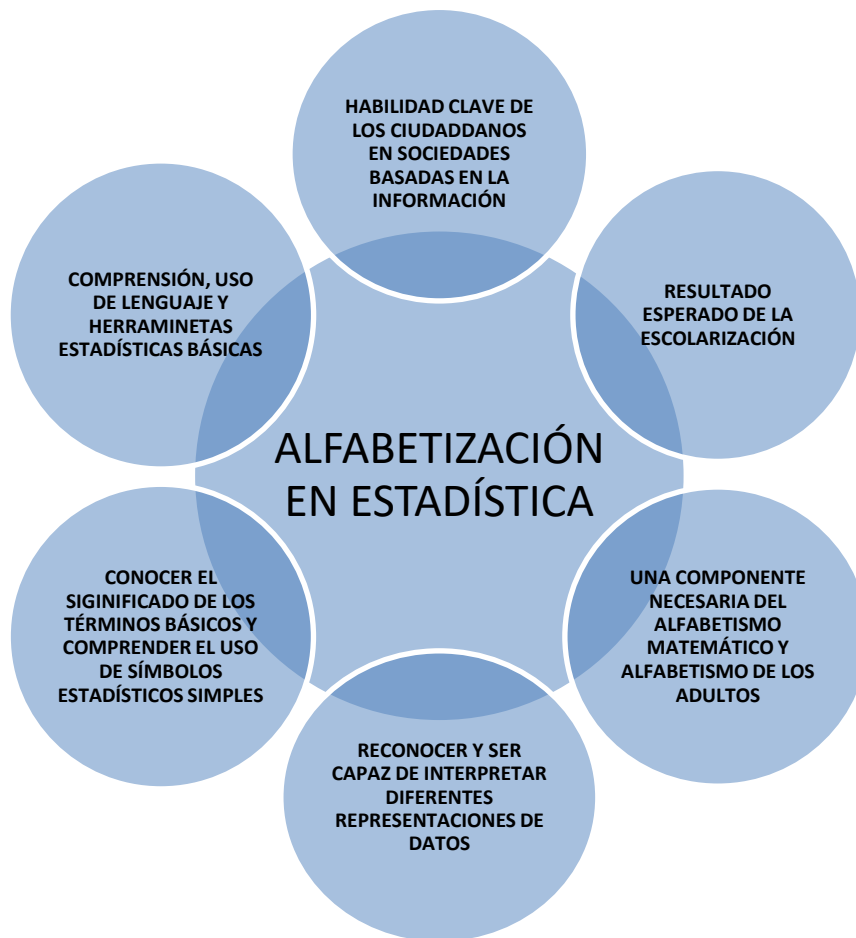 HABILIDAD CLAVE DE
LOS CIUDADDANOS
EN SOCIEDADES
BASADAS EN LA
INFORMACIÓN
RESULTADO
ESPERADO DE LA
ESCOLARIZACIÓN
UNA COMPONENTE
NECESARIA DEL
ALFABETISMO
MATEMÁTICO Y
ALFABETISMO DE LOS
ADULTOS
RECONOCER Y SER
CAPAZ DE INTERPRETAR
DIFERENTES
REPRESENTACIONES DE
DATOS
CONOCER EL
SIGINIFICADO DE LOS
TÉRMINOS BÁSICOS Y
COMPRENDER EL USO
DE SÍMBOLOS
ESTADÍSTICOS SIMPLES
COMPRENSIÓN, USO
DE LENGUAJE Y
HERRAMINETAS
ESTADÍSTICAS BÁSICAS
ALFABETIZACIÓN
EN ESTADÍSTICA